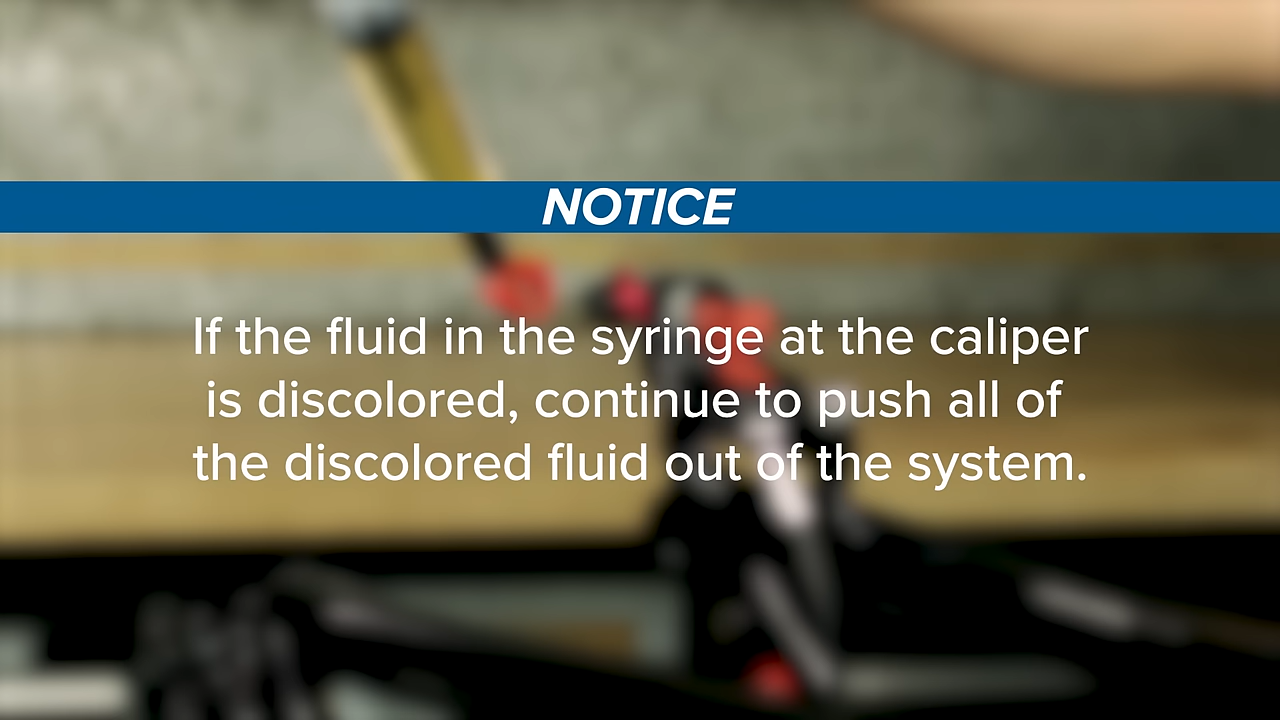 NOTICE
If the fluid in the syringe at the caliper
is discolored, continue to push all of
the discolored fluid out of the system.